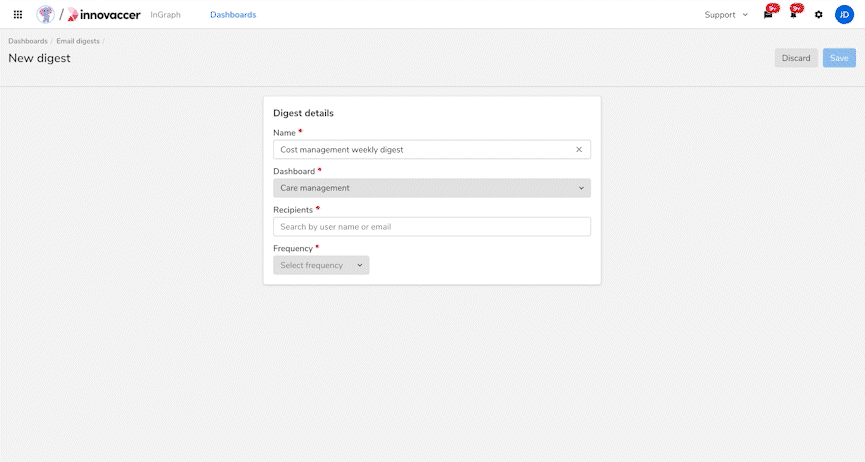 / innovaccer InGraph Dashboards Support 9+ 9+ JD
Dashboards / Email digests /
New digest
Discard Save
Digest details
Name *
Cost management weekly digest
Dashboard *
Care management
Recipients *
Search by user name or email
Frequency *
Select frequency